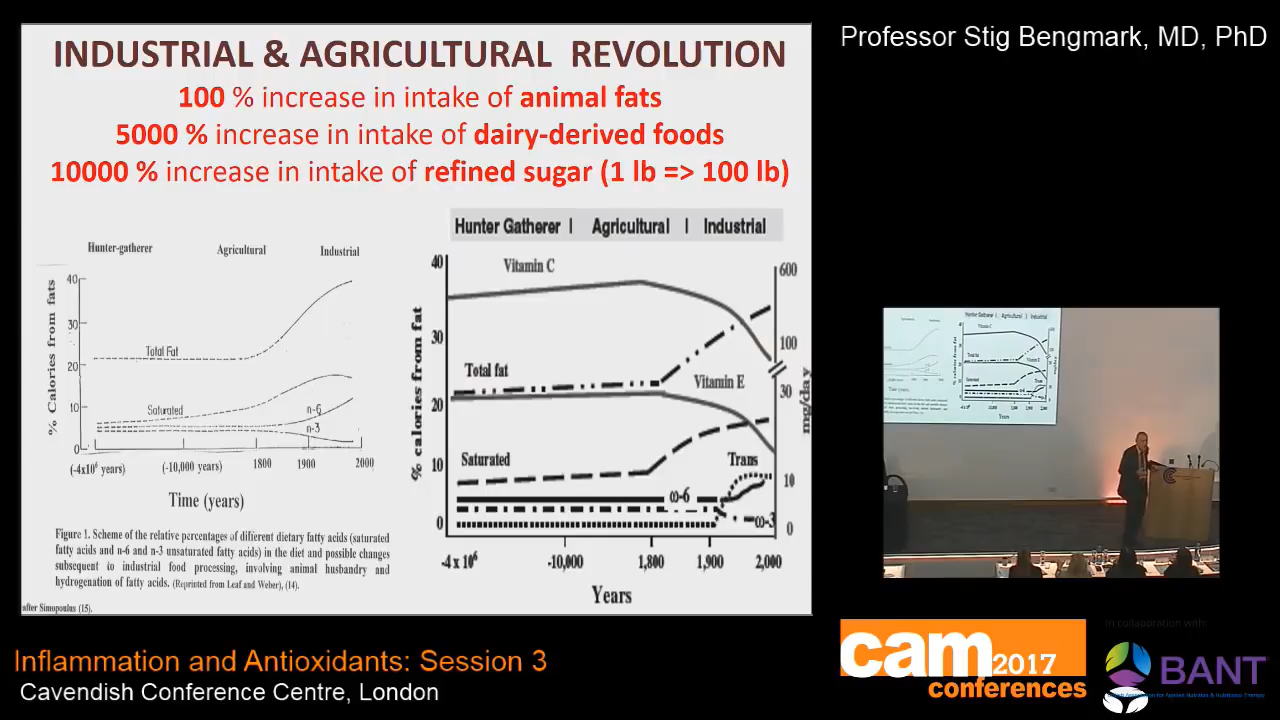 INDUSTRIAL & AGRICULTURAL REVOLUTION
100 % increase in intake of animal fats
5000 % increase in intake of dairy-derived foods
10000 % increase in intake of refined sugar (1 lb => 100 lb)
Hunter-gatherer Agricultural Industrial
% Calories from fats
40
30
20
10
0
Total Fat
Saturated
n-6
n-3
(-4x10⁶ years) (-10,000 years) 1800 1900 2000
Time (years)
Figure 1. Scheme of the relative percentages of different dietary fatty acids (saturated
fatty acids and n-6 and n-3 unsaturated fatty acids) in the diet and possible changes
subsequent to industrial food processing, involving animal husbandry and
hydrogenation of fatty acids. (Reprinted from Leaf and Weber), (14).
after Simopoulus (15).
Hunter Gatherer | Agricultural | Industrial
% calories from fat
40
30
20
10
0
Vitamin C
Total fat
Vitamin E
Saturated
Trans
ω-6
ω-3
600
100
30
10
0
mg/day
-4 x 10⁶ -10,000 1,800 1,900 2,000
Years
Professor Stig Bengmark, MD, PhD
Inflammation and Antioxidants: Session 3
Cavendish Conference Centre, London
cam 2017
conferences
In collaboration with:
BANT